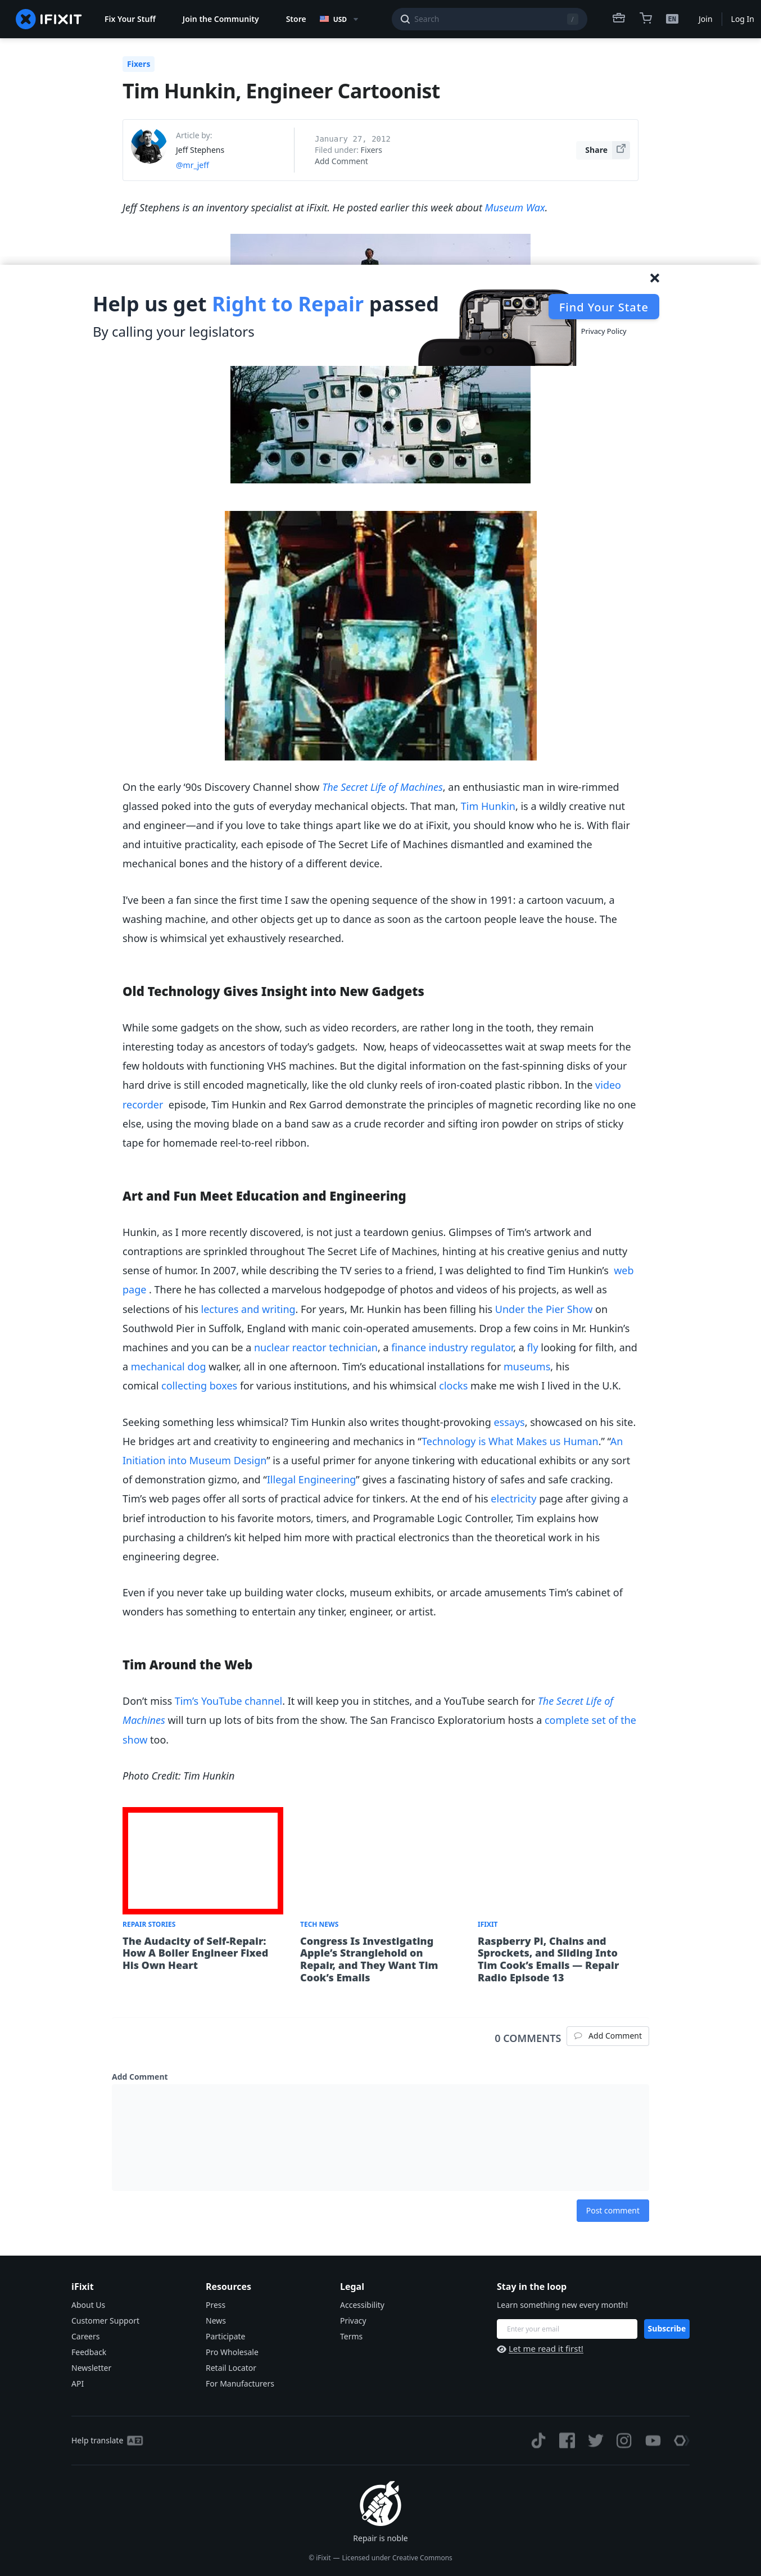 IFIXIT
Fix Your Stuff
Join the Community
Store
USD
Search
/
EN
Join
Log In
Fixers
Tim Hunkin, Engineer Cartoonist
Article by:
Jeff Stephens
@mr_jeff
January 27, 2012
Filed under: Fixers
Add Comment
Share
Jeff Stephens is an inventory specialist at iFixit. He posted earlier this week about Museum Wax.
Help us get Right to Repair passed
By calling your legislators
Find Your State
Privacy Policy
On the early ‘90s Discovery Channel show The Secret Life of Machines, an enthusiastic man in wire-rimmed
glassed poked into the guts of everyday mechanical objects. That man, Tim Hunkin, is a wildly creative nut
and engineer—and if you love to take things apart like we do at iFixit, you should know who he is. With flair
and intuitive practicality, each episode of The Secret Life of Machines dismantled and examined the
mechanical bones and the history of a different device.
I’ve been a fan since the first time I saw the opening sequence of the show in 1991: a cartoon vacuum, a
washing machine, and other objects get up to dance as soon as the cartoon people leave the house. The
show is whimsical yet exhaustively researched.
Old Technology Gives Insight into New Gadgets
While some gadgets on the show, such as video recorders, are rather long in the tooth, they remain
interesting today as ancestors of today’s gadgets.  Now, heaps of videocassettes wait at swap meets for the
few holdouts with functioning VHS machines. But the digital information on the fast-spinning disks of your
hard drive is still encoded magnetically, like the old clunky reels of iron-coated plastic ribbon. In the video
recorder  episode, Tim Hunkin and Rex Garrod demonstrate the principles of magnetic recording like no one
else, using the moving blade on a band saw as a crude recorder and sifting iron powder on strips of sticky
tape for homemade reel-to-reel ribbon.
Art and Fun Meet Education and Engineering
Hunkin, as I more recently discovered, is not just a teardown genius. Glimpses of Tim’s artwork and
contraptions are sprinkled throughout The Secret Life of Machines, hinting at his creative genius and nutty
sense of humor. In 2007, while describing the TV series to a friend, I was delighted to find Tim Hunkin’s  web
page . There he has collected a marvelous hodgepodge of photos and videos of his projects, as well as
selections of his lectures and writing. For years, Mr. Hunkin has been filling his Under the Pier Show on
Southwold Pier in Suffolk, England with manic coin-operated amusements. Drop a few coins in Mr. Hunkin’s
machines and you can be a nuclear reactor technician, a finance industry regulator, a fly looking for filth, and
a mechanical dog walker, all in one afternoon. Tim’s educational installations for museums, his
comical collecting boxes for various institutions, and his whimsical clocks make me wish I lived in the U.K.
Seeking something less whimsical? Tim Hunkin also writes thought-provoking essays, showcased on his site.
He bridges art and creativity to engineering and mechanics in “Technology is What Makes us Human.” “An
Initiation into Museum Design” is a useful primer for anyone tinkering with educational exhibits or any sort
of demonstration gizmo, and “Illegal Engineering” gives a fascinating history of safes and safe cracking.
Tim’s web pages offer all sorts of practical advice for tinkers. At the end of his electricity page after giving a
brief introduction to his favorite motors, timers, and Programable Logic Controller, Tim explains how
purchasing a children’s kit helped him more with practical electronics than the theoretical work in his
engineering degree.
Even if you never take up building water clocks, museum exhibits, or arcade amusements Tim’s cabinet of
wonders has something to entertain any tinker, engineer, or artist.
Tim Around the Web
Don’t miss Tim’s YouTube channel. It will keep you in stitches, and a YouTube search for The Secret Life of
Machines will turn up lots of bits from the show. The San Francisco Exploratorium hosts a complete set of the
show too.
Photo Credit: Tim Hunkin
REPAIR STORIES
The Audacity of Self-Repair:
How A Boiler Engineer Fixed
His Own Heart
TECH NEWS
Congress Is Investigating
Apple’s Stranglehold on
Repair, and They Want Tim
Cook’s Emails
IFIXIT
Raspberry Pi, Chains and
Sprockets, and Sliding Into
Tim Cook’s Emails — Repair
Radio Episode 13
0 COMMENTS
Add Comment
Add Comment
Post comment
iFixit
About Us
Customer Support
Careers
Feedback
Newsletter
API
Resources
Press
News
Participate
Pro Wholesale
Retail Locator
For Manufacturers
Legal
Accessibility
Privacy
Terms
Stay in the loop
Learn something new every month!
Enter your email
Subscribe
Let me read it first!
Help translate
Repair is noble
© iFixit — Licensed under Creative Commons